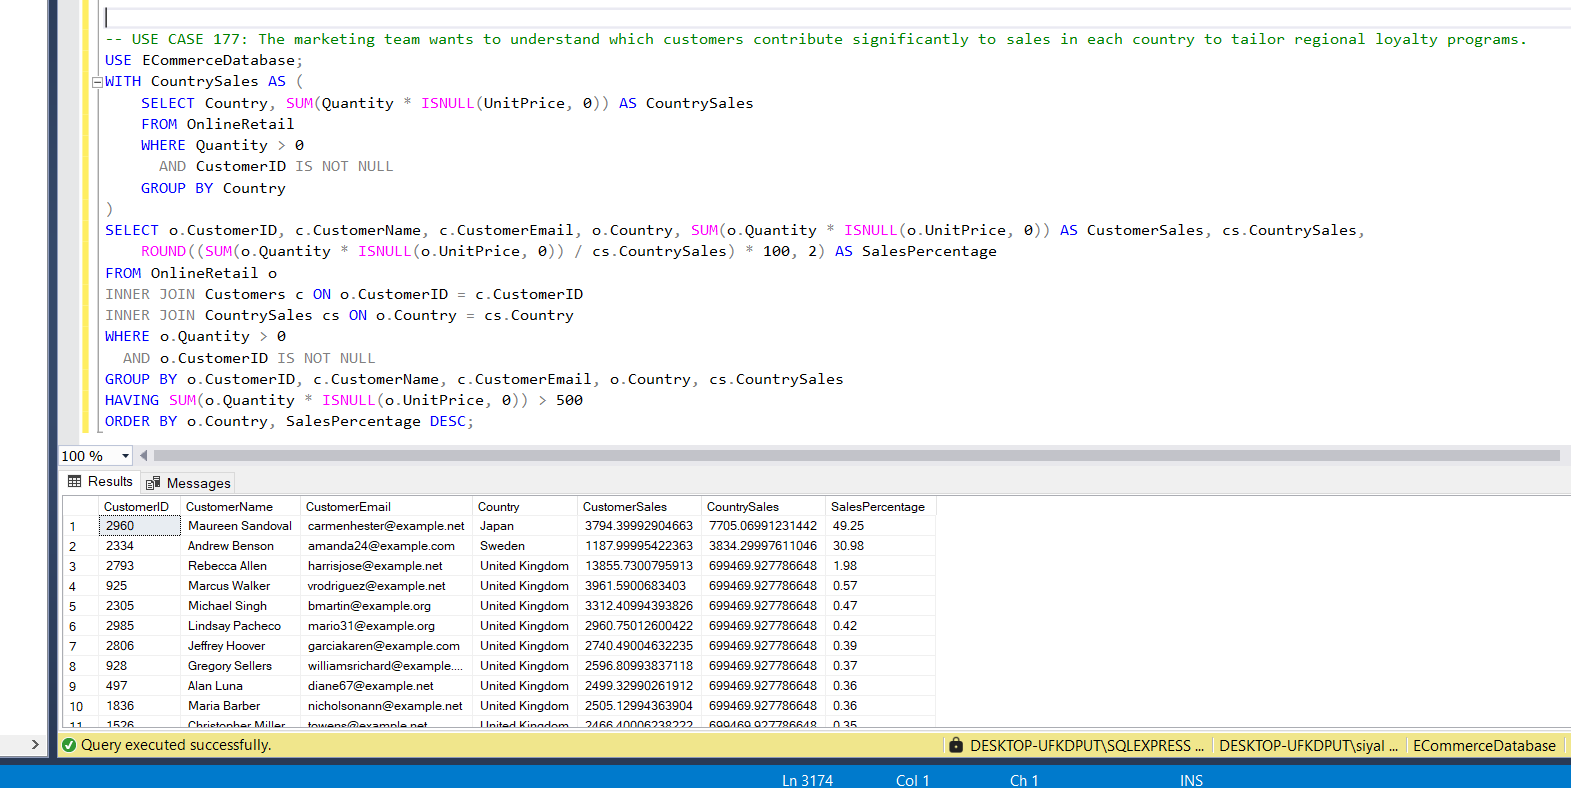 -- USE CASE 177: The marketing team wants to understand which customers contribute significantly to sales in each country to tailor regional loyalty programs.
USE ECommerceDatabase;
WITH CountrySales AS (
    SELECT Country, SUM(Quantity * ISNULL(UnitPrice, 0)) AS CountrySales
    FROM OnlineRetail
    WHERE Quantity > 0
      AND CustomerID IS NOT NULL
    GROUP BY Country
)
SELECT o.CustomerID, c.CustomerName, c.CustomerEmail, o.Country, SUM(o.Quantity * ISNULL(o.UnitPrice, 0)) AS CustomerSales, cs.CountrySales,
    ROUND((SUM(o.Quantity * ISNULL(o.UnitPrice, 0)) / cs.CountrySales) * 100, 2) AS SalesPercentage
FROM OnlineRetail o
INNER JOIN Customers c ON o.CustomerID = c.CustomerID
INNER JOIN CountrySales cs ON o.Country = cs.Country
WHERE o.Quantity > 0
  AND o.CustomerID IS NOT NULL
GROUP BY o.CustomerID, c.CustomerName, c.CustomerEmail, o.Country, cs.CountrySales
HAVING SUM(o.Quantity * ISNULL(o.UnitPrice, 0)) > 500
ORDER BY o.Country, SalesPercentage DESC;
100 %
Results Messages
CustomerID CustomerName CustomerEmail Country CustomerSales CountrySales SalesPercentage
1 2960 Maureen Sandoval carmenhester@example.net Japan 3794.39992904663 7705.06991231442 49.25
2 2334 Andrew Benson amanda24@example.com Sweden 1187.99995422363 3834.29997611046 30.98
3 2793 Rebecca Allen harrisjose@example.net United Kingdom 13855.7300795913 699469.927786648 1.98
4 925 Marcus Walker vrodriguez@example.net United Kingdom 3961.5900683403 699469.927786648 0.57
5 2305 Michael Singh bmartin@example.org United Kingdom 3312.40994393826 699469.927786648 0.47
6 2985 Lindsay Pacheco mario31@example.org United Kingdom 2960.75012600422 699469.927786648 0.42
7 2806 Jeffrey Hoover garciakaren@example.com United Kingdom 2740.49004632235 699469.927786648 0.39
8 928 Gregory Sellers williamsrichard@example.... United Kingdom 2596.80993837118 699469.927786648 0.37
9 497 Alan Luna diane67@example.net United Kingdom 2499.32990261912 699469.927786648 0.36
10 1836 Maria Barber nicholsonann@example.net United Kingdom 2505.12994363904 699469.927786648 0.36
11 1526 Christopher Miller towens@example.net United Kingdom 2466.40006238222 699469.927786648 0.35
Query executed successfully. DESKTOP-UFKDPUT\SQLEXPRESS ... DESKTOP-UFKDPUT\siyal ... ECommerceDatabase
Ln 3174 Col 1 Ch 1 INS